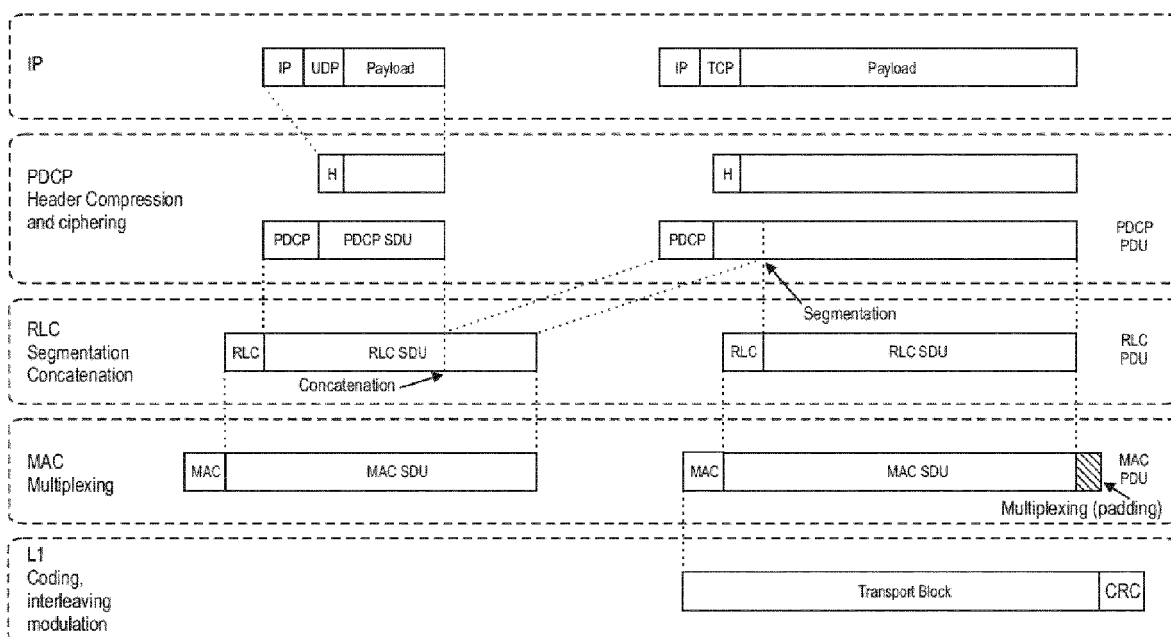 IP
IP UDP Payload
IP TCP Payload
PDCP
Header Compression
and ciphering
H
H
PDCP PDCP SDU
PDCP
PDCP
PDU
Segmentation
RLC
Segmentation
Concatenation
RLC RLC SDU
Concatenation
RLC RLC SDU
RLC
PDU
MAC
Multiplexing
MAC MAC SDU
MAC MAC SDU
MAC
PDU
Multiplexing (padding)
L1
Coding,
interleaving
modulation
Transport Block CRC